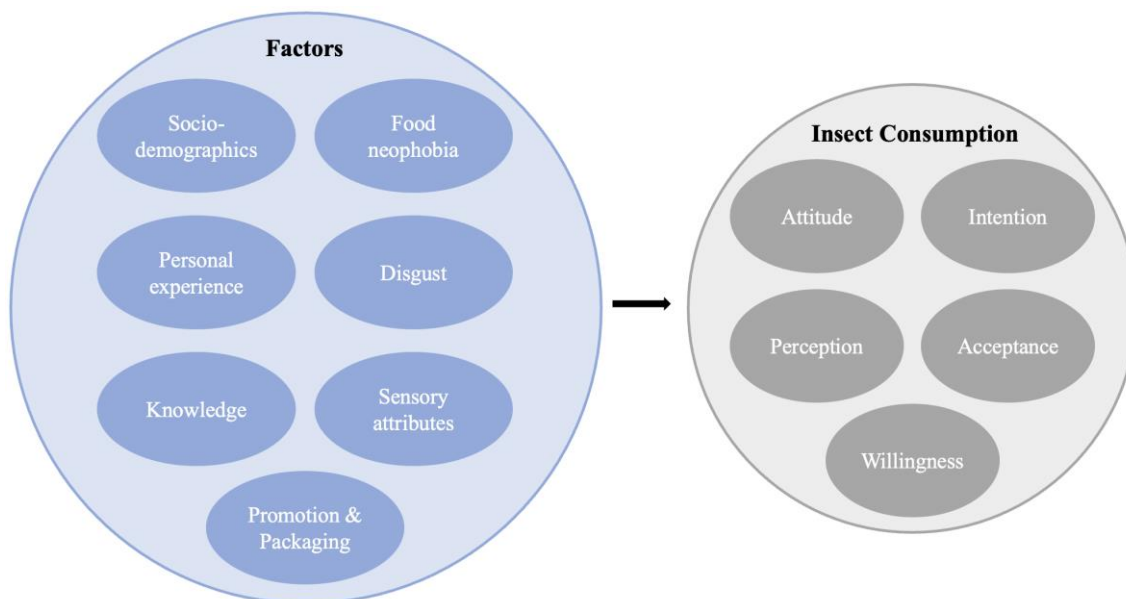 Factors
Socio-
demographics
Food
neophobia
Personal
experience
Disgust
Knowledge
Sensory
attributes
Promotion &
Packaging
Insect Consumption
Attitude
Intention
Perception
Acceptance
Willingness